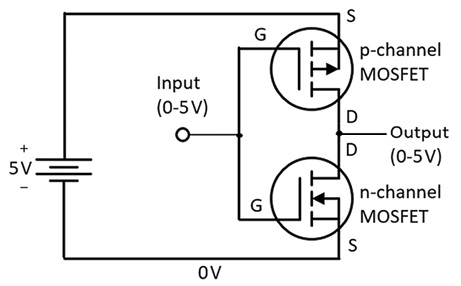 S
G
p-channel
MOSFET
Input
(0-5V)
D
Output
(0-5V)
D
+
5V
–
n-channel
MOSFET
G
S
0V